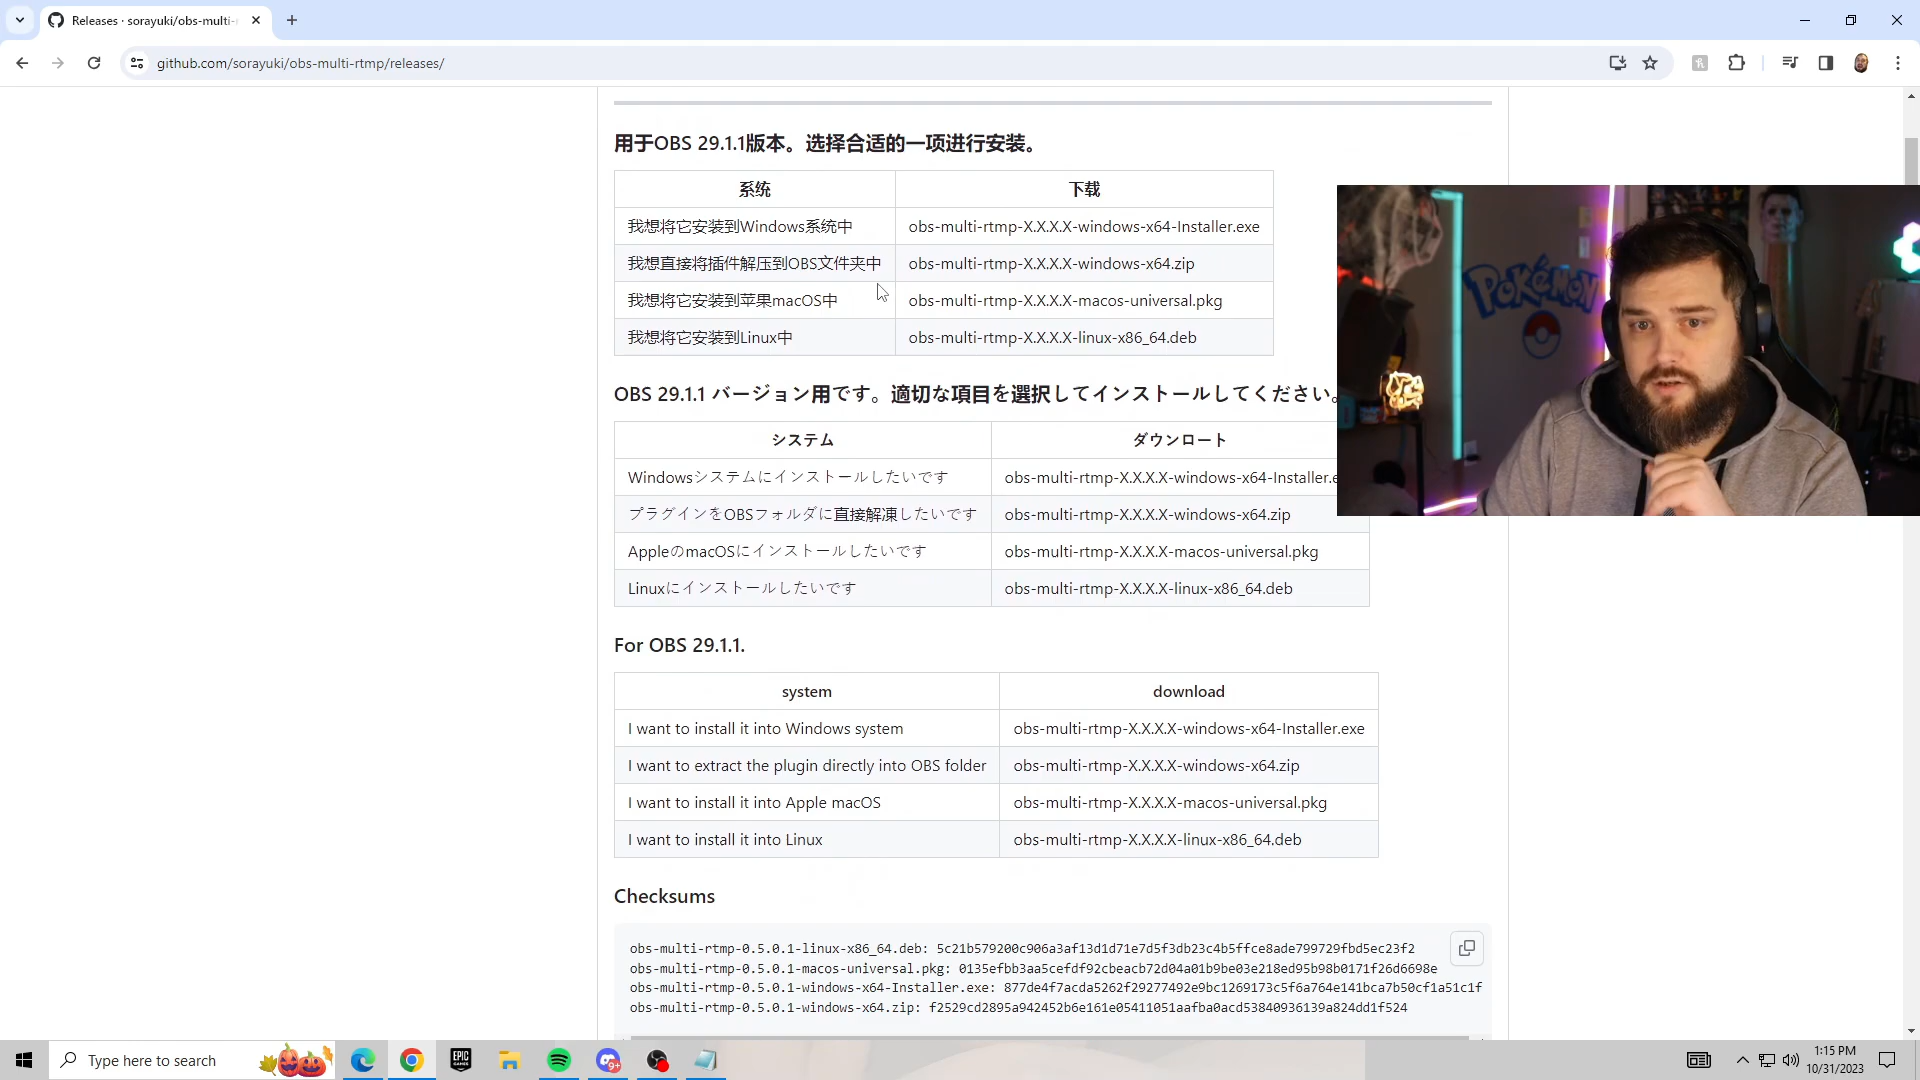 Releases · sorayuki/obs-multi-r
github.com/sorayuki/obs-multi-rtmp/releases/
用于OBS 29.1.1版本。选择合适的一项进行安装。
系统 下载
我想将它安装到Windows系统中 obs-multi-rtmp-X.X.X.X-windows-x64-Installer.exe
我想直接将插件解压到OBS文件夹中 obs-multi-rtmp-X.X.X.X-windows-x64.zip
我想将它安装到苹果macOS中 obs-multi-rtmp-X.X.X.X-macos-universal.pkg
我想将它安装到Linux中 obs-multi-rtmp-X.X.X.X-linux-x86_64.deb
Pokémon
OBS 29.1.1 バージョン用です。適切な項目を選択してインストールしてください。
システム ダウンロート
Windowsシステムにインストールしたいです obs-multi-rtmp-X.X.X.X-windows-x64-Installer.e
プラグインをOBSフォルダに直接解凍したいです obs-multi-rtmp-X.X.X.X-windows-x64.zip
AppleのmacOSにインストールしたいです obs-multi-rtmp-X.X.X.X-macos-universal.pkg
Linuxにインストールしたいです obs-multi-rtmp-X.X.X.X-linux-x86_64.deb
For OBS 29.1.1.
system download
I want to install it into Windows system obs-multi-rtmp-X.X.X.X-windows-x64-Installer.exe
I want to extract the plugin directly into OBS folder obs-multi-rtmp-X.X.X.X-windows-x64.zip
I want to install it into Apple macOS obs-multi-rtmp-X.X.X.X-macos-universal.pkg
I want to install it into Linux obs-multi-rtmp-X.X.X.X-linux-x86_64.deb
Checksums
obs-multi-rtmp-0.5.0.1-linux-x86_64.deb: 5c21b579200c906a3af13d1d71e7d5f3db23c4b5ffce8ade799729fbd5ec23f2
obs-multi-rtmp-0.5.0.1-macos-universal.pkg: 0135efbb3aa5cefdf92cbeacb72d04a01b9be03e218ed95b98b0171f26d6698e
obs-multi-rtmp-0.5.0.1-windows-x64-Installer.exe: 877de4f7acda5262f29277492e9bc1269173c5f6a764e141bca7b50cf1a51c1f
obs-multi-rtmp-0.5.0.1-windows-x64.zip: f2529cd2895a942452b6e161e05411051aafba0acd53840936139a824dd1f524
Type here to search
EPIC GAMES
9+
1:15 PM
10/31/2023